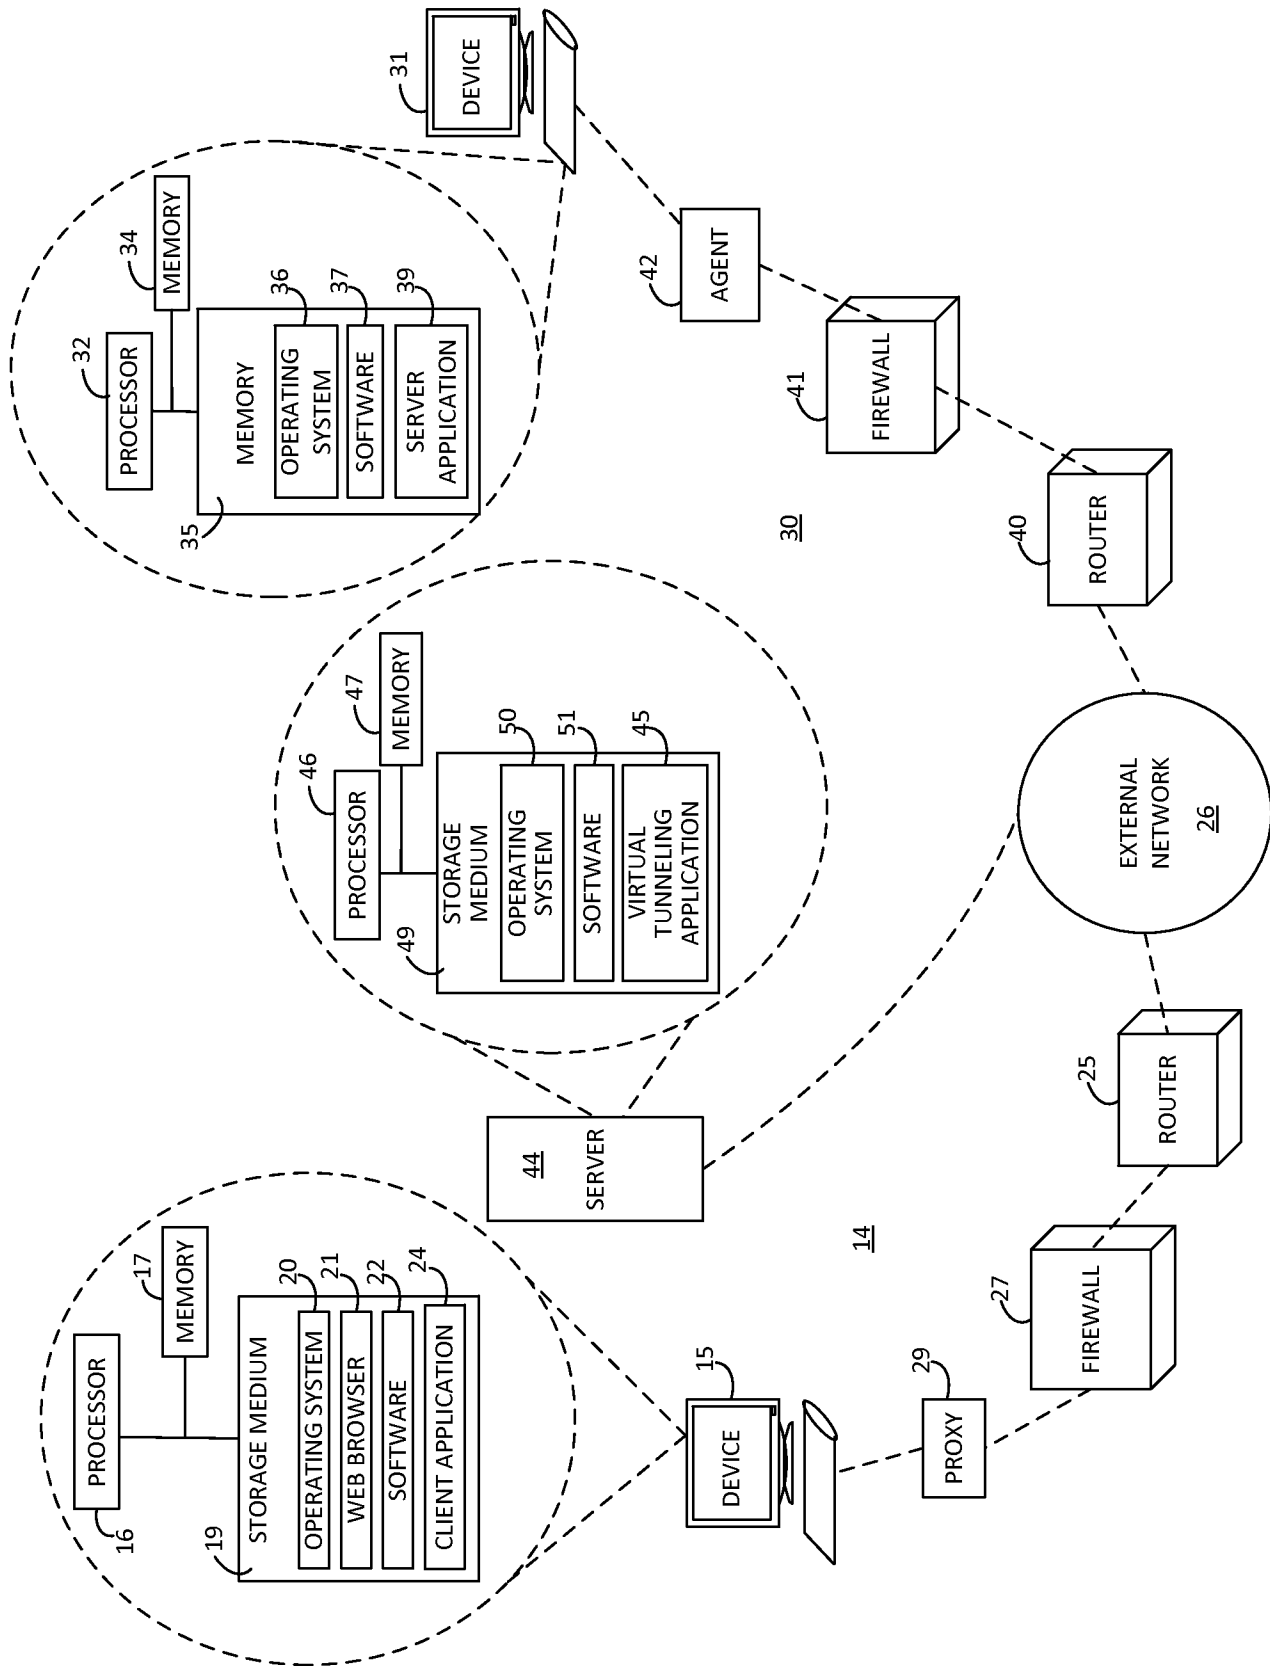 PROCESSOR
16
17
MEMORY
19
STORAGE MEDIUM
20
OPERATING SYSTEM
21
WEB BROWSER
22
SOFTWARE
24
CLIENT APPLICATION
15
DEVICE
29
PROXY
27
FIREWALL
25
ROUTER
14
44
SERVER
46
PROCESSOR
47
MEMORY
49
STORAGE
MEDIUM
50
OPERATING
SYSTEM
51
SOFTWARE
45
VIRTUAL
TUNNELING
APPLICATION
EXTERNAL
NETWORK
26
32
PROCESSOR
34
MEMORY
35
MEMORY
36
OPERATING
SYSTEM
37
SOFTWARE
39
SERVER
APPLICATION
31
DEVICE
42
AGENT
41
FIREWALL
30
40
ROUTER